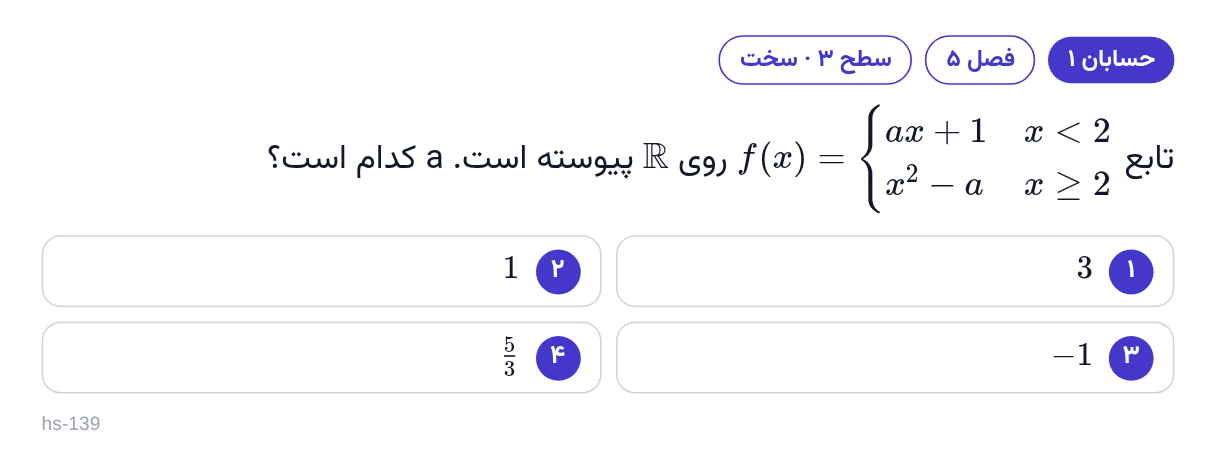 حسابان ۱ فصل ۵ سطح ۳ · سخت
تابع f(x) = { ax + 1 x < 2 ; x² − a x ≥ 2 روی ℝ پیوسته است. a کدام است؟
۱ 3 ۲ 1
۳ −1 ۴ 5/3
hs-139